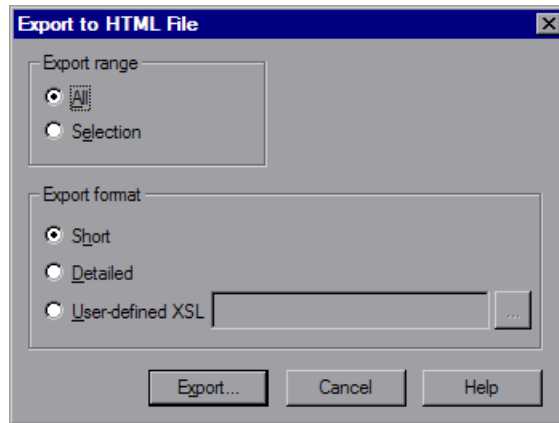 Export to HTML File
Export range
All
Selection
Export format
Short
Detailed
User-defined XSL
...
Export...
Cancel
Help